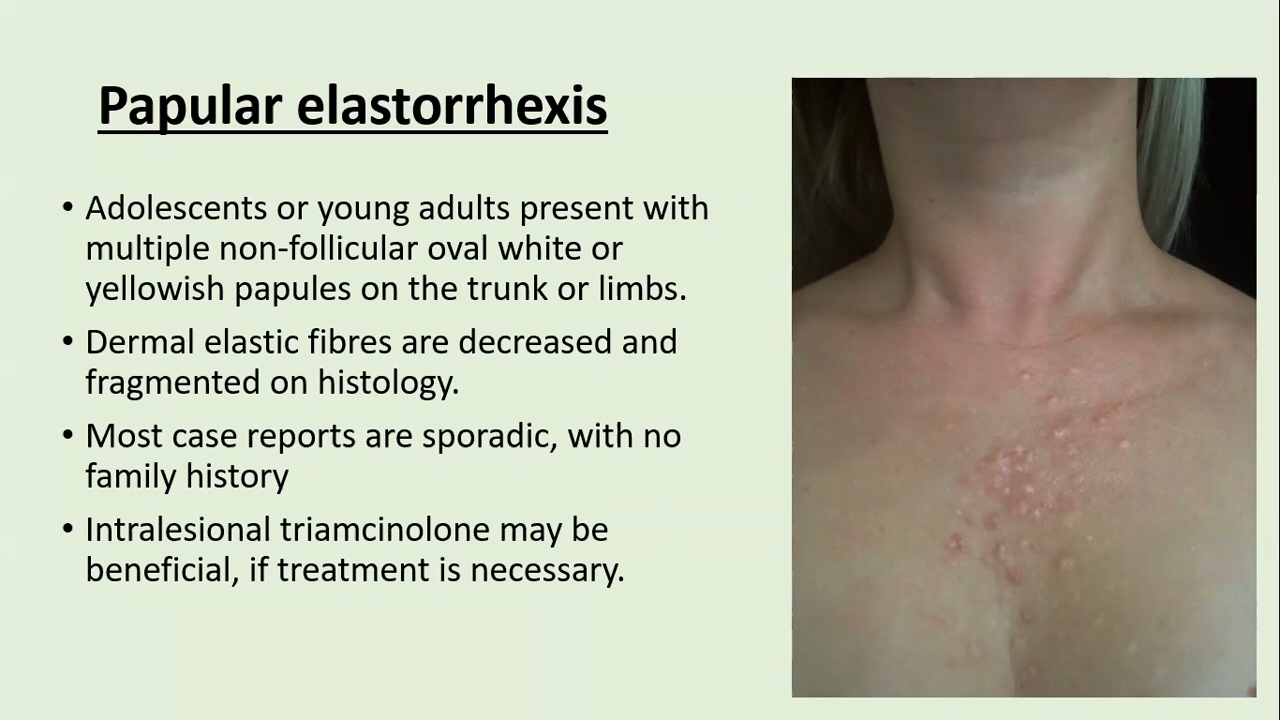 Papular elastorrhexis
• Adolescents or young adults present with
multiple non-follicular oval white or
yellowish papules on the trunk or limbs.
• Dermal elastic fibres are decreased and
fragmented on histology.
• Most case reports are sporadic, with no
family history
• Intralesional triamcinolone may be
beneficial, if treatment is necessary.